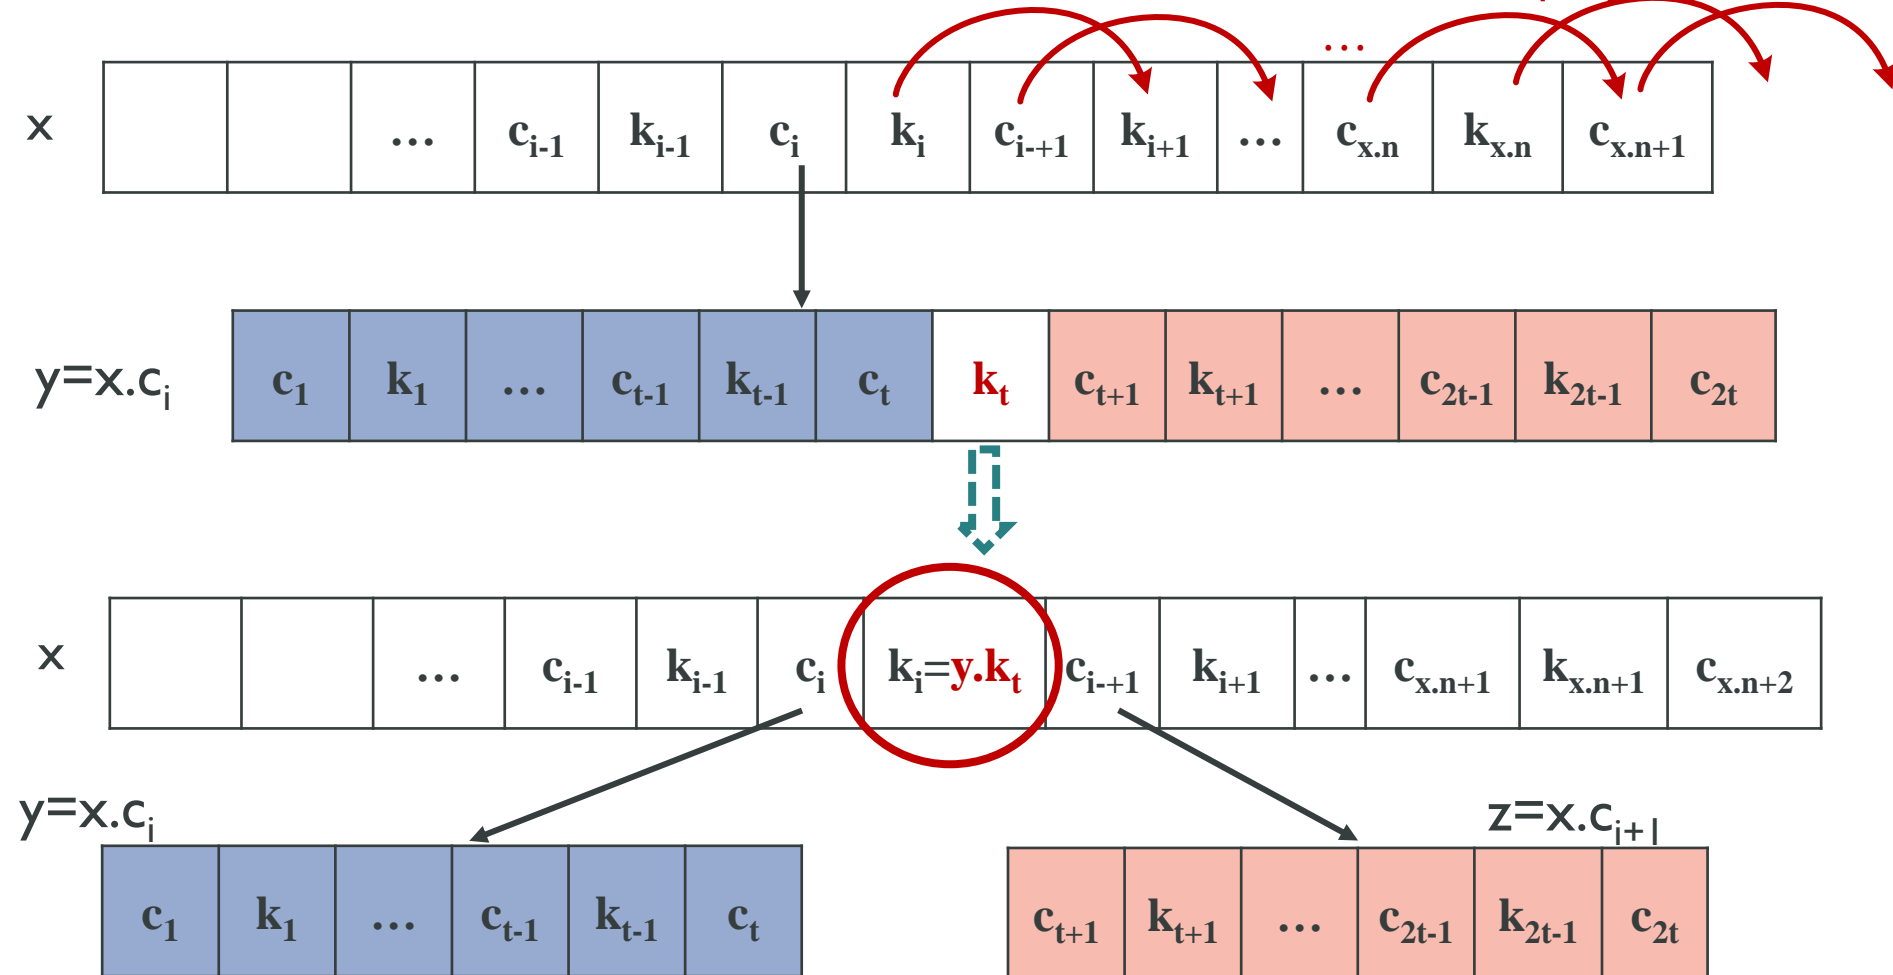 …
x … c_{i-1} k_{i-1} c_i k_i c_{i-+1} k_{i+1} … c_{x.n} k_{x.n} c_{x.n+1}
y=x.c_i c_1 k_1 … c_{t-1} k_{t-1} c_t k_t c_{t+1} k_{t+1} … c_{2t-1} k_{2t-1} c_{2t}
x … c_{i-1} k_{i-1} c_i k_i=y.k_t c_{i-+1} k_{i+1} … c_{x.n+1} k_{x.n+1} c_{x.n+2}
y=x.c_i z=x.c_{i+1}
c_1 k_1 … c_{t-1} k_{t-1} c_t c_{t+1} k_{t+1} … c_{2t-1} k_{2t-1} c_{2t}